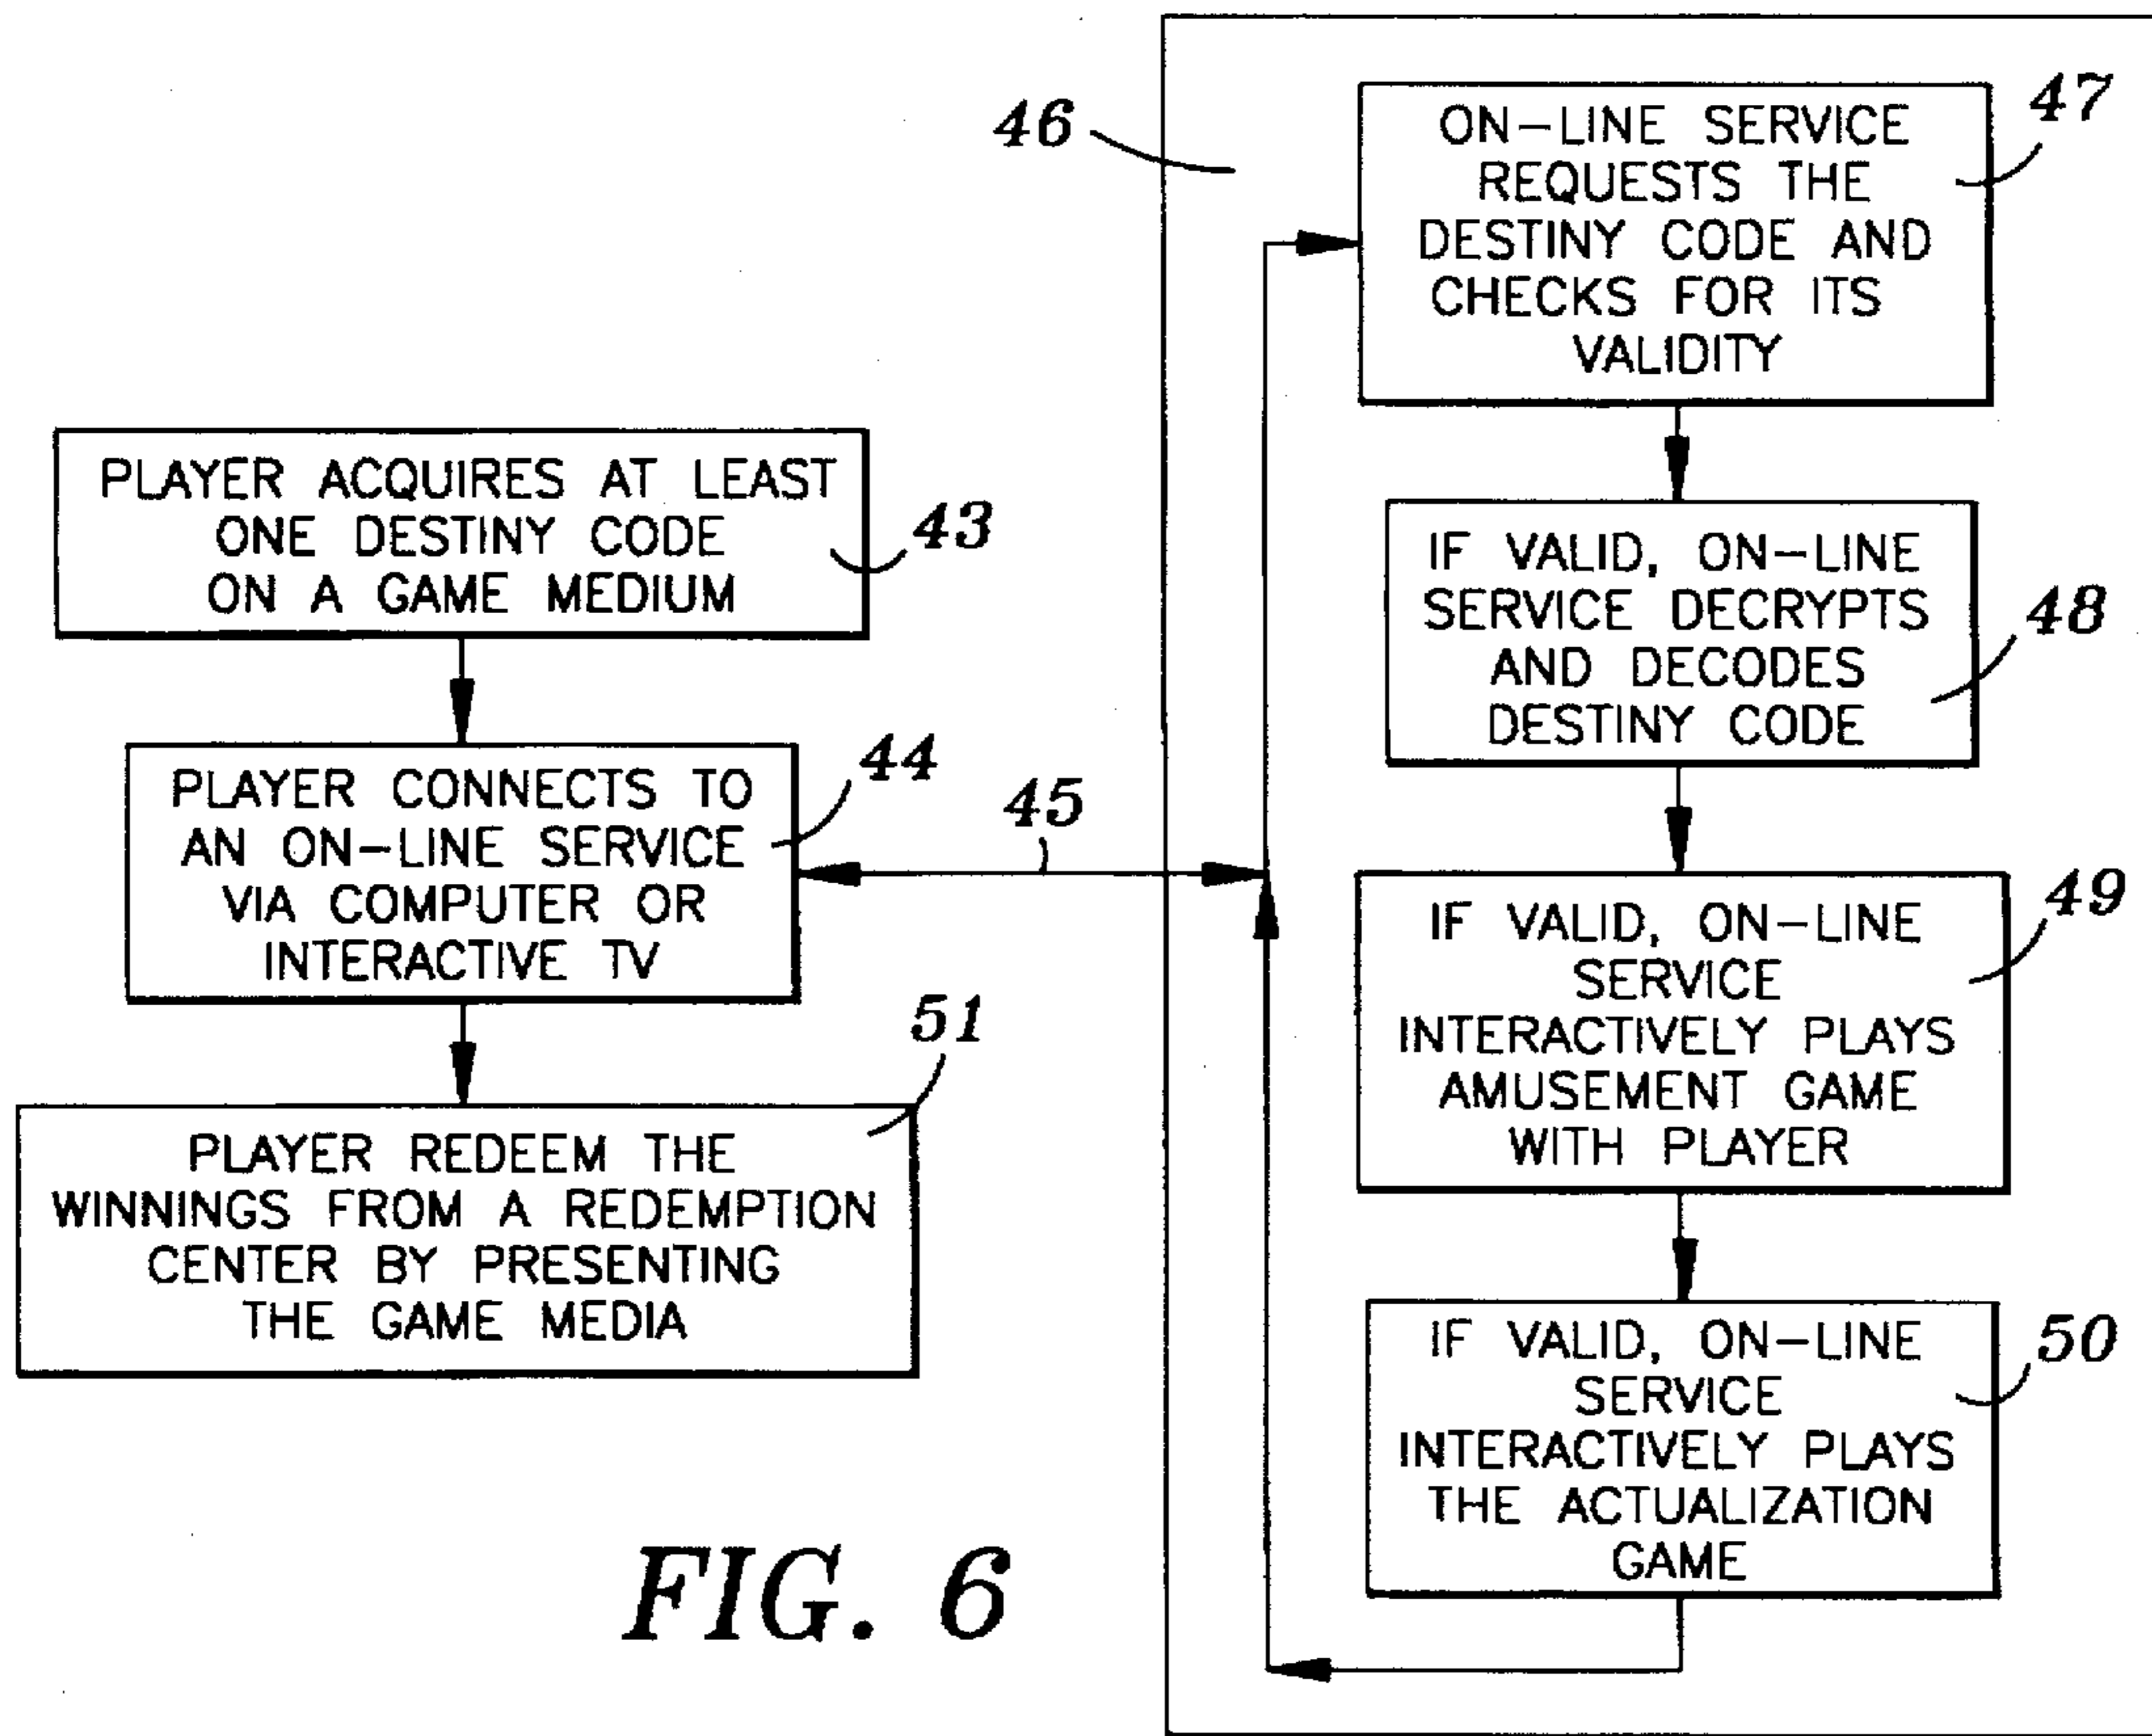 PLAYER ACQUIRES AT LEAST
ONE DESTINY CODE
ON A GAME MEDIUM
43
PLAYER CONNECTS TO
AN ON-LINE SERVICE
VIA COMPUTER OR
INTERACTIVE TV
44
45
PLAYER REDEEM THE
WINNINGS FROM A REDEMPTION
CENTER BY PRESENTING
THE GAME MEDIA
51
46
ON-LINE SERVICE
REQUESTS THE
DESTINY CODE AND
CHECKS FOR ITS
VALIDITY
47
IF VALID, ON-LINE
SERVICE DECRYPTS
AND DECODES
DESTINY CODE
48
IF VALID, ON-LINE
SERVICE
INTERACTIVELY PLAYS
AMUSEMENT GAME
WITH PLAYER
49
IF VALID, ON-LINE
SERVICE
INTERACTIVELY PLAYS
THE ACTUALIZATION
GAME
50
FIG. 6